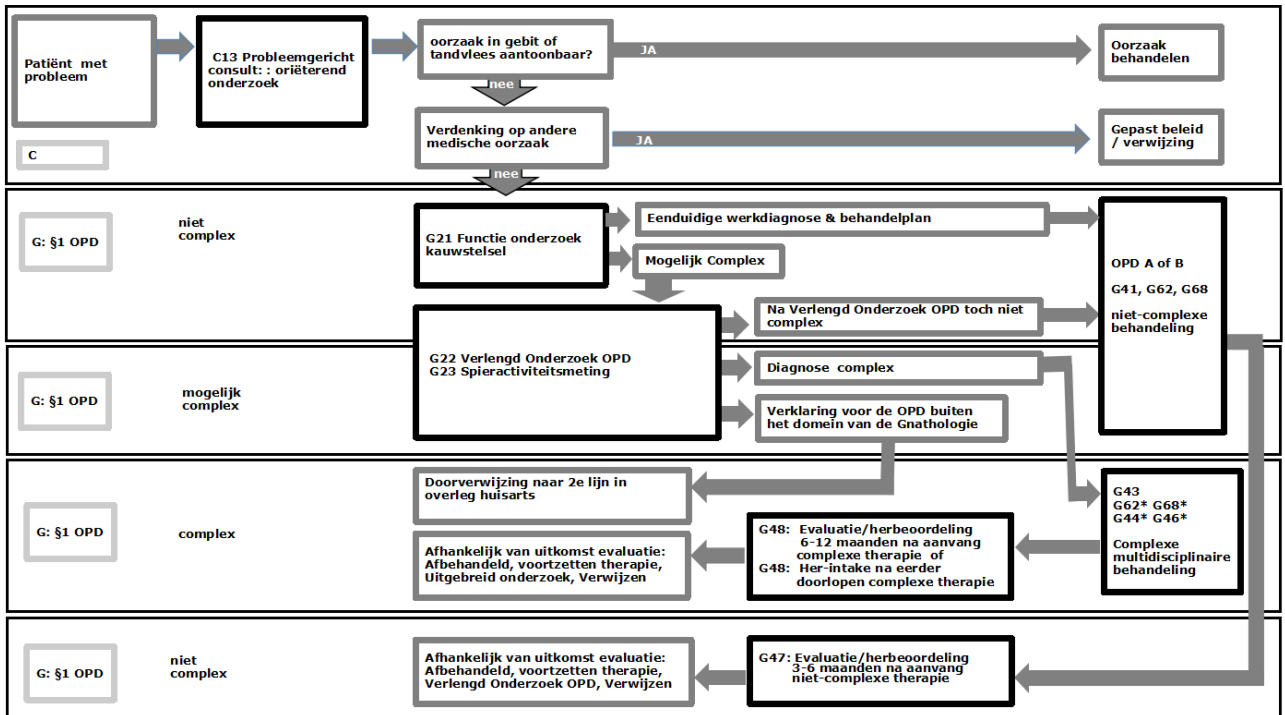 Patiënt met
probleem
C13 Probleemgericht
consult: : oriëterend
onderzoek
oorzaak in gebit of
tandvlees aantoonbaar?
JA
Oorzaak
behandelen
nee
Verdenking op andere
medische oorzaak
JA
Gepast beleid
/ verwijzing
C
nee
G: §1 OPD
niet
complex
G21 Functie onderzoek
kauwstelsel
Eenduidige werkdiagnose & behandelplan
Mogelijk Complex
OPD A of B
G41, G62, G68
niet-complexe
behandeling
Na Verlengd Onderzoek OPD toch niet
complex
G22 Verlengd Onderzoek OPD
G23 Spieractiviteitsmeting
G: §1 OPD
mogelijk
complex
Diagnose complex
Verklaring voor de OPD buiten
het domein van de Gnathologie
G: §1 OPD
complex
Doorverwijzing naar 2e lijn in
overleg huisarts
Afhankelijk van uitkomst evaluatie:
Afbehandeld, voortzetten therapie,
Uitgebreid onderzoek, Verwijzen
G48: Evaluatie/herbeoordeling
6-12 maanden na aanvang
complexe therapie of
G48: Her-intake na eerder
doorlopen complexe therapie
G43
G62* G68*
G44* G46*
Complexe
multidisciplinaire
behandeling
G: §1 OPD
niet
complex
Afhankelijk van uitkomst evaluatie:
Afbehandeld, voortzetten therapie,
Verlengd Onderzoek OPD, Verwijzen
G47: Evaluatie/herbeoordeling
3-6 maanden na aanvang
niet-complexe therapie